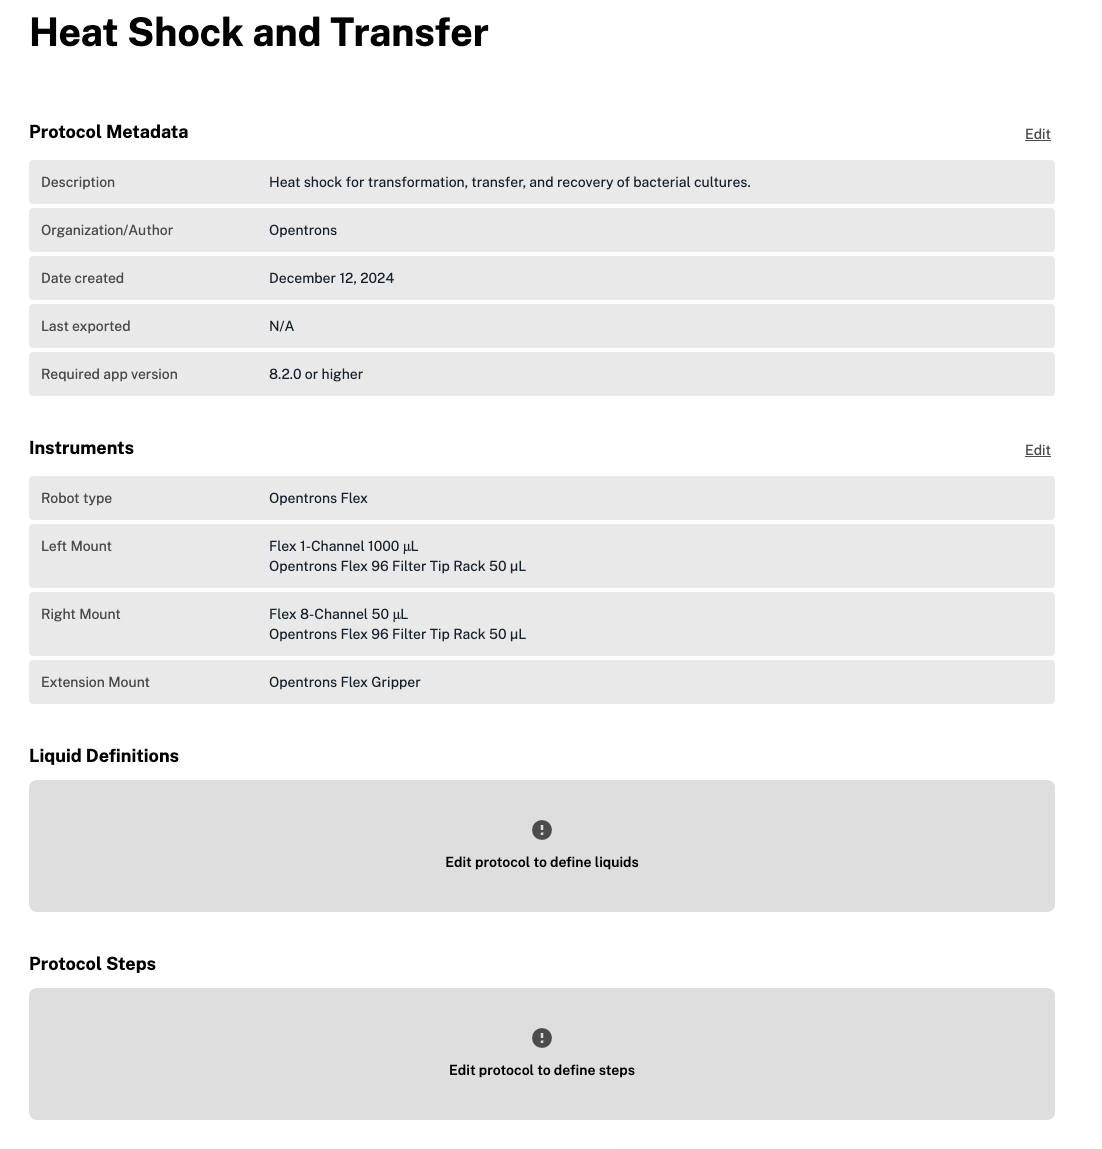 Heat Shock and Transfer
Protocol Metadata
Edit
Description
Heat shock for transformation, transfer, and recovery of bacterial cultures.
Organization/Author
Opentrons
Date created
December 12, 2024
Last exported
N/A
Required app version
8.2.0 or higher
Instruments
Edit
Robot type
Opentrons Flex
Left Mount
Flex 1-Channel 1000 μL
Opentrons Flex 96 Filter Tip Rack 50 µL
Right Mount
Flex 8-Channel 50 μL
Opentrons Flex 96 Filter Tip Rack 50 µL
Extension Mount
Opentrons Flex Gripper
Liquid Definitions
Edit protocol to define liquids
Protocol Steps
Edit protocol to define steps